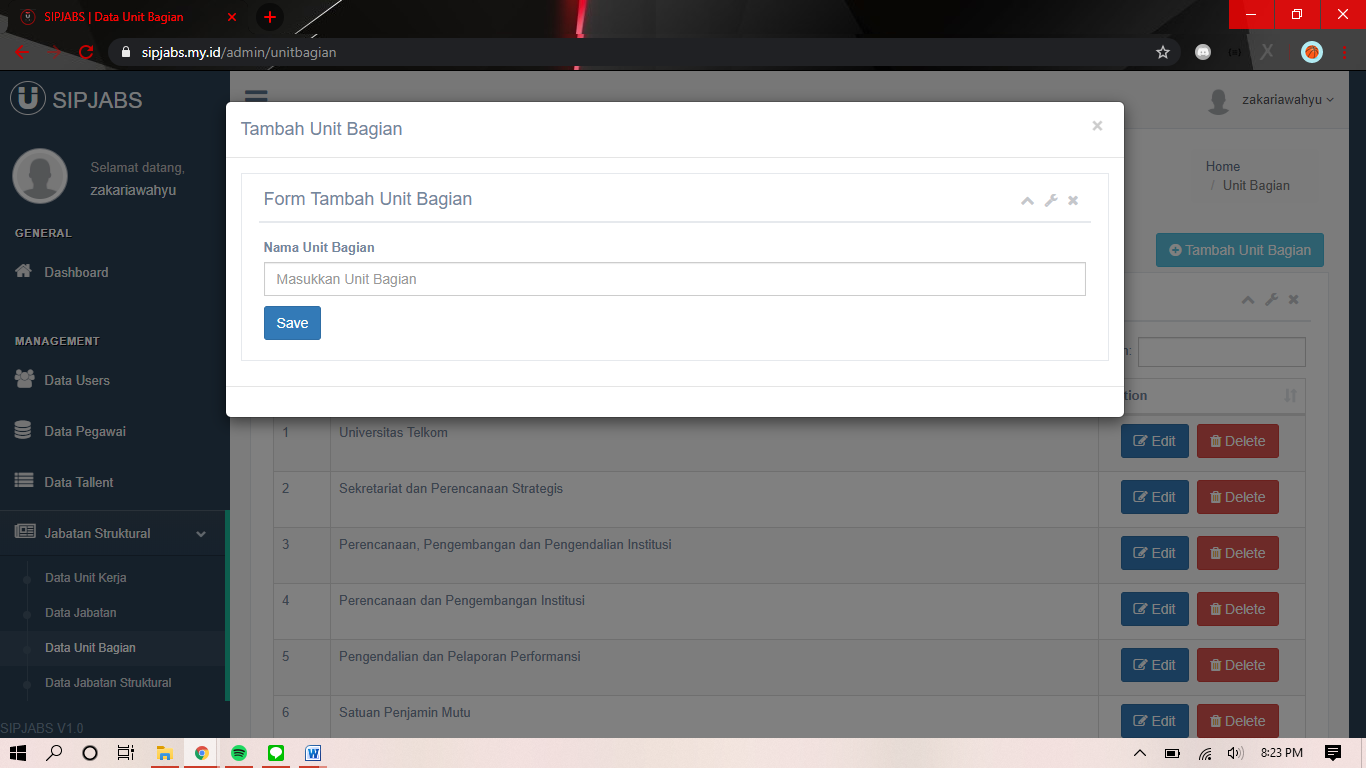 SIPJABS | Data Unit Bagian
sipjabs.my.id/admin/unitbagian
SIPJABS
zakariawahyu
Selamat datang,
zakariawahyu
GENERAL
Dashboard
MANAGEMENT
Data Users
Data Pegawai
Data Tallent
Jabatan Struktural
Data Unit Kerja
Data Jabatan
Data Unit Bagian
Data Jabatan Struktural
SIPJABS V1.0
Tambah Unit Bagian
Form Tambah Unit Bagian
Nama Unit Bagian
Masukkan Unit Bagian
Save
Home
/ Unit Bagian
Tambah Unit Bagian
1 Universitas Telkom Edit Delete
2 Sekretariat dan Perencanaan Strategis Edit Delete
3 Perencanaan, Pengembangan dan Pengendalian Institusi Edit Delete
4 Perencanaan dan Pengembangan Institusi Edit Delete
5 Pengendalian dan Pelaporan Performansi Edit Delete
6 Satuan Penjamin Mutu Edit Delete
8:23 PM